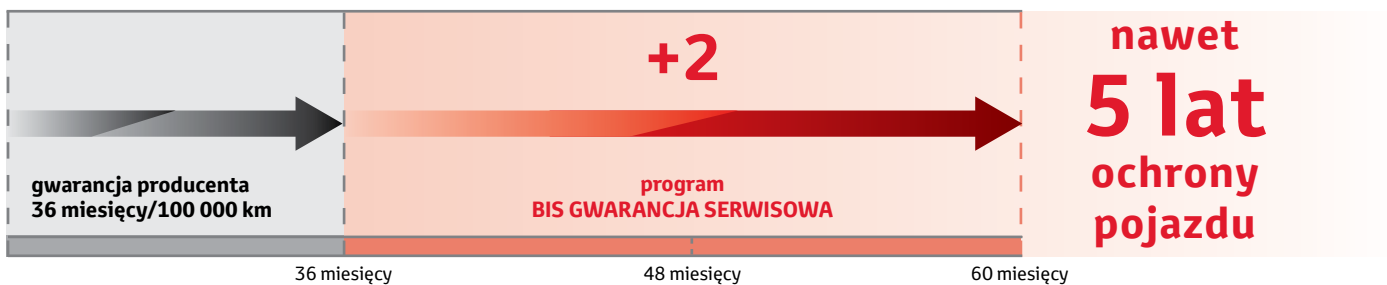 gwarancja producenta
36 miesięcy/100 000 km
+2
program
BIS GWARANCJA SERWISOWA
nawet
5 lat
ochrony
pojazdu
36 miesięcy
48 miesięcy
60 miesięcy